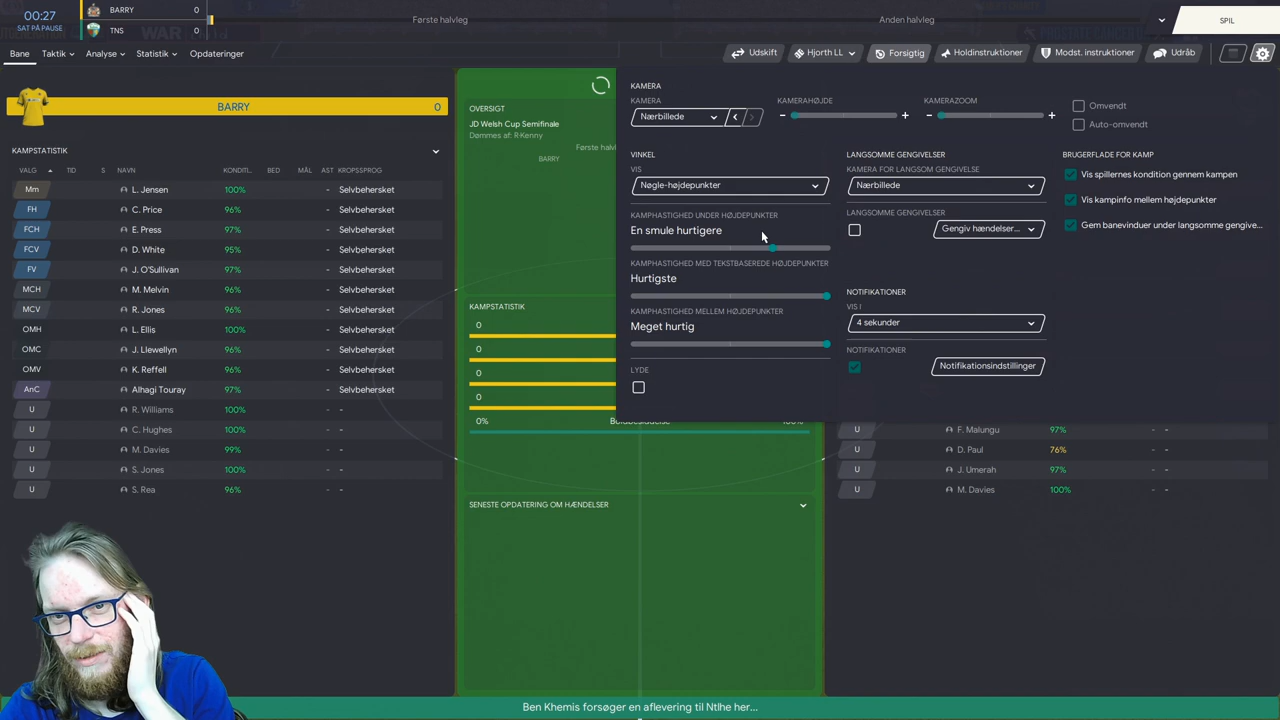 00:27
SAT PÅ PAUSE
BARRY 0
TNS 0
Første halvleg
Anden halvleg
SPIL
Bane Taktik Analyse Statistik Opdateringer
Udskift Hjorth LL Forsigtig Holdinstruktioner Modst. instruktioner Udråb
BARRY 0
KAMPSTATISTIK
VALG TID S NAVN KONDITI... BED MÅL AST KROPSSPROG
Mm L. Jensen 100% - Selvbehersket
FH C. Price 96% - Selvbehersket
FCH E. Press 97% - Selvbehersket
FCV D. White 95% - Selvbehersket
FV J. O'Sullivan 97% - Selvbehersket
MCH M. Melvin 96% - Selvbehersket
MCV R. Jones 96% - Selvbehersket
OMH L. Ellis 100% - Selvbehersket
OMC J. Llewellyn 96% - Selvbehersket
OMV K. Reffell 96% - Selvbehersket
AnC Alhagi Touray 97% - Selvbehersket
U R. Williams 100% - -
U C. Hughes 100% - -
U M. Davies 99% - -
U S. Jones 100% - -
U S. Rea 96% - -
OVERSIGT
JD Welsh Cup Semifinale
Dømmes af: R Kenny
Første halvl
BARRY
KAMPSTATISTIK
0
0
0
0
0% Boldbesiddelse 100%
SENESTE OPDATERING OM HÆNDELSER
KAMERA
KAMERA
Nærbillede
KAMERAHØJDE
- +
KAMERAZOOM
- +
Omvendt
Auto-omvendt
VINKEL
VIS
Nøgle-højdepunkter
KAMPHASTIGHED UNDER HØJDEPUNKTER
En smule hurtigere
KAMPHASTIGHED MED TEKSTBASEREDE HØJDEPUNKTER
Hurtigste
KAMPHASTIGHED MELLEM HØJDEPUNKTER
Meget hurtig
LYDE
LANGSOMME GENGIVELSER
KAMERA FOR LANGSOM GENGIVELSE
Nærbillede
LANGSOMME GENGIVELSER
Gengiv hændelser...
NOTIFIKATIONER
VIS I
4 sekunder
NOTIFIKATIONER
Notifikationsindstillinger
BRUGERFLADE FOR KAMP
Vis spillernes kondition gennem kampen
Vis kampinfo mellem højdepunkter
Gem banevinduer under langsomme gengive...
U F. Malungu 97% - -
U D. Paul 76% - -
U J. Umerah 97% - -
U M. Davies 100% - -
Ben Khemis forsøger en aflevering til Ntlhe her...